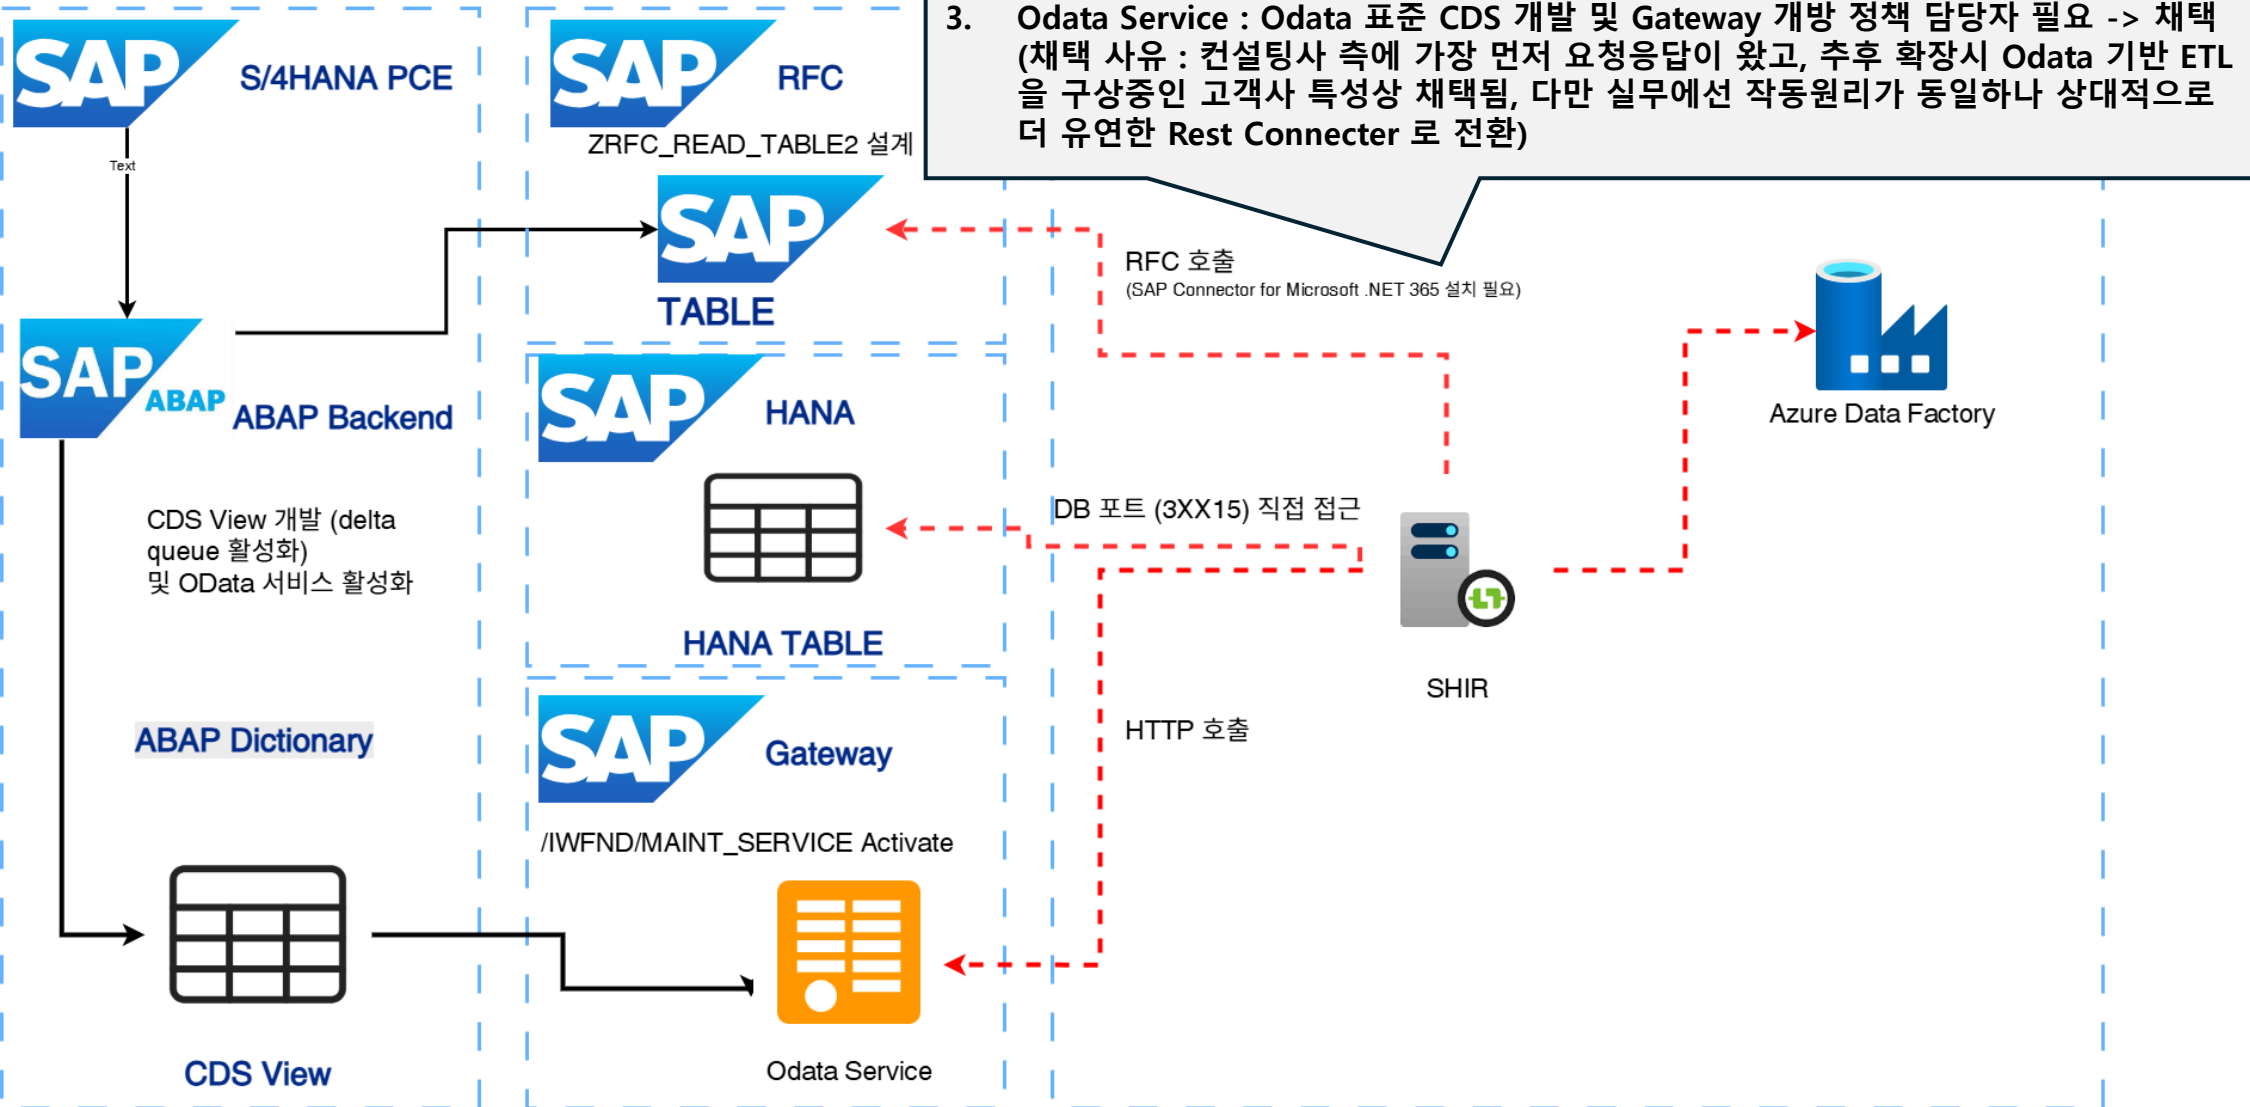 3. Odata Service : Odata 표준 CDS 개발 및 Gateway 개방 정책 담당자 필요 -> 채택
(채택 사유 : 컨설팅사 측에 가장 먼저 요청응답이 왔고, 추후 확장시 Odata 기반 ETL
을 구상중인 고객사 특성상 채택됨, 다만 실무에선 작동원리가 동일하나 상대적으로
더 유연한 Rest Connecter 로 전환)
SAP
S/4HANA PCE
Text
SAP
ABAP
ABAP Backend
CDS View 개발 (delta
queue 활성화)
및 OData 서비스 활성화
ABAP Dictionary
CDS View
SAP
RFC
ZRFC_READ_TABLE2 설계
SAP
TABLE
SAP
HANA
HANA TABLE
SAP
Gateway
/IWFND/MAINT_SERVICE Activate
Odata Service
RFC 호출
(SAP Connector for Microsoft .NET 365 설치 필요)
DB 포트 (3XX15) 직접 접근
HTTP 호출
SHIR
Azure Data Factory